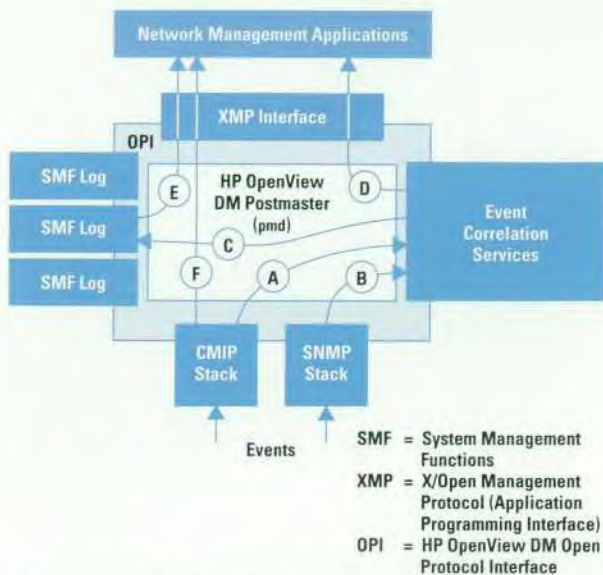 Network Management Applications
XMP Interface
OPI
SMF Log
SMF Log
SMF Log
E
HP OpenView
DM Postmaster
(pmd)
D
C
F
A
B
Event
Correlation
Services
CMIP
Stack
SNMP
Stack
Events
SMF = System Management
Functions
XMP = X/Open Management
Protocol (Application
Programming Interface)
OPI = HP OpenView DM Open
Protocol Interface